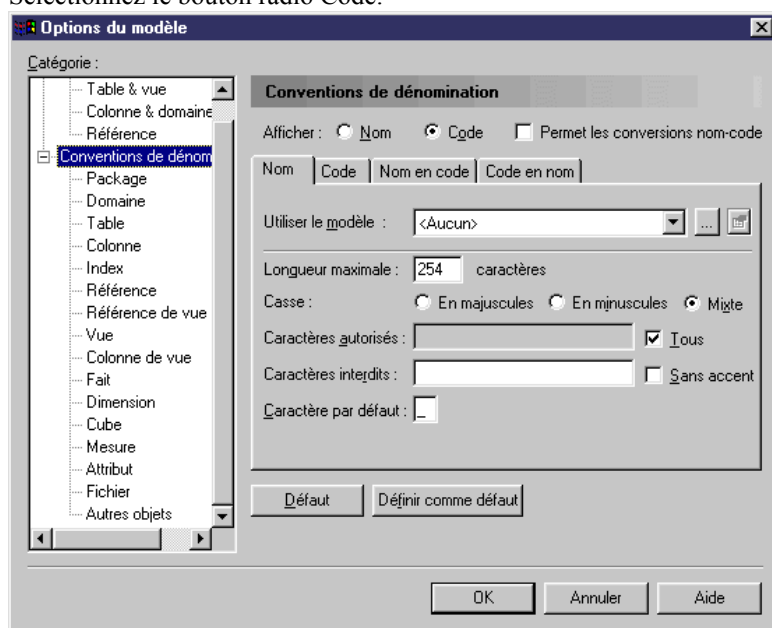 Sélectionnez le bouton radio Code.
Options du modèle
Catégorie :
Table & vue
Colonne & domaine
Référence
Conventions de dénom
Package
Domaine
Table
Colonne
Index
Référence
Référence de vue
Vue
Colonne de vue
Fait
Dimension
Cube
Mesure
Attribut
Fichier
Autres objets
Conventions de dénomination
Afficher : Nom Code Permet les conversions nom-code
Nom Code Nom en code Code en nom
Utiliser le modèle : <Aucun> ...
Longueur maximale : 254 caractères
Casse : En majuscules En minuscules Mixte
Caractères autorisés : Tous
Caractères interdits : Sans accent
Caractère par défaut : _
Défaut Définir comme défaut
OK Annuler Aide